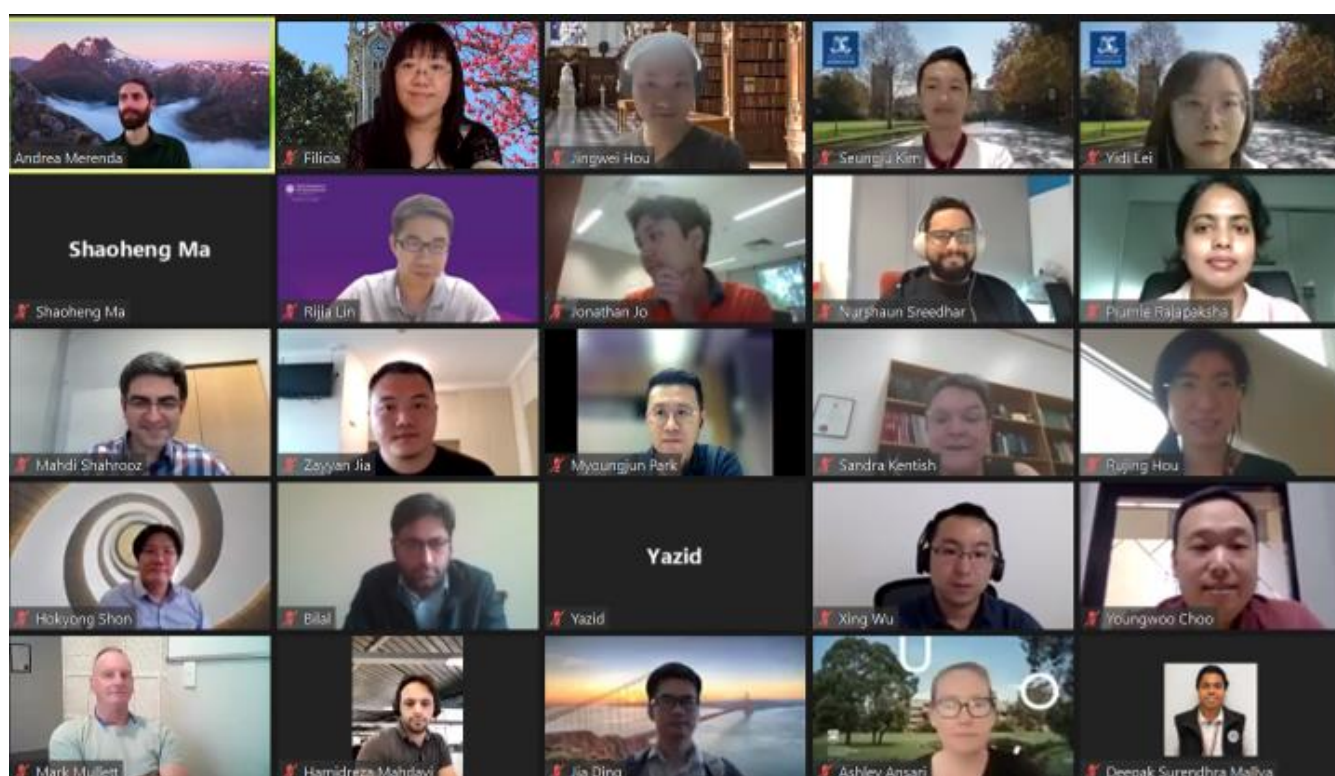 Andrea Merenda
Filicia
Jingwei Hou
Seungju Kim
Yidi Lei
Shaoheng Ma
Shaoheng Ma
Rijia Lin
Jonathan Jo
Nurshaun Sreedhar
Piumie Rajapaksha
Mahdi Shahrooz
Zayyan Jia
Myoungjun Park
Sandra Kentish
Rujing Hou
Hokyong Shon
Bilal
Yazid
Yazid
Xing Wu
Youngwoo Choo
Mark Mullett
Hamidreza Mahdavi
Jia Ding
Ashley Ansari
Deepak Surendhra Mallya